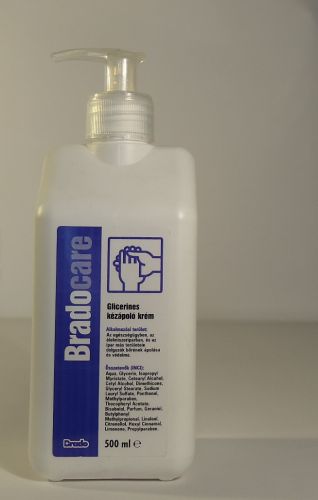 Bradocare
Glicerines
kézápoló krém
Alkalmazási terület:
Az egészségügyben, az
élelmiszeriparban, és az
ipar más területein
dolgozók bőrének ápolása
és védelme.
Összetevők (INCI):
Aqua, Glycerin, Isopropyl
Myristate, Cetearyl Alcohol,
Cetyl Alcohol, Dimethicone,
Glyceryl Stearate, Sodium
Lauryl Sulfate, Panthenol,
Methylparaben,
Tocopheryl Acetate,
Bisabolol, Parfum, Geraniol,
Butylphenyl
Methylpropional, Linalool,
Citronellol, Hexyl Cinnamal,
Limonene, Propylparaben
Brado
500 ml e